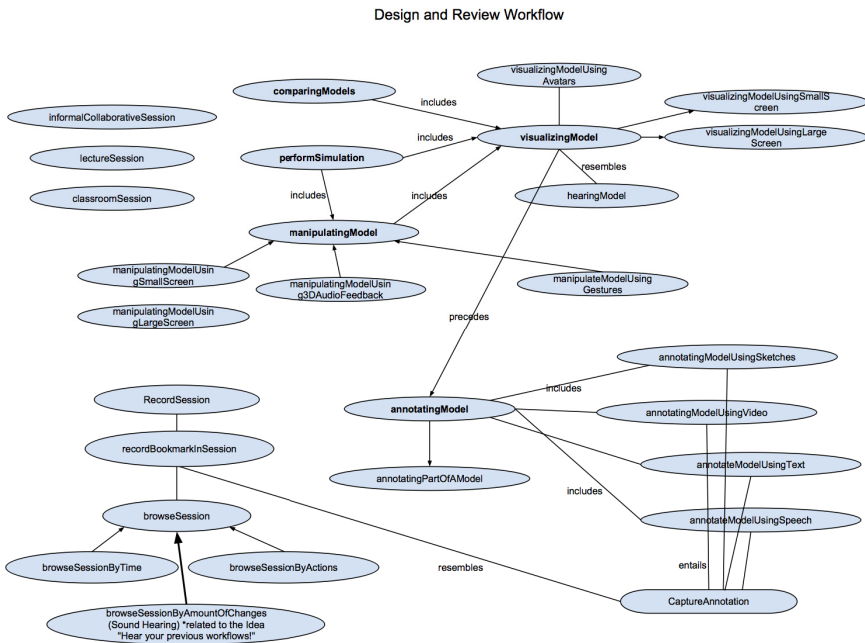 Design and Review Workflow
visualizingModelUsing
Avatars
comparingModels
includes
visualizingModelUsingSmallS
creen
informalCollaborativeSession
includes
visualizingModel
visualizingModelUsingLarge
Screen
lectureSession
performSimulation
resembles
classroomSession
includes
includes
hearingModel
manipulatingModel
manipulatingModelUsin
gSmallScreen
manipulatingModelUsin
g3DAudioFeedback
manipulateModelUsing
Gestures
manipulatingModelUsin
gLargeScreen
precedes
annotatingModelUsingSketches
includes
RecordSession
annotatingModel
annotatingModelUsingVideo
recordBookmarkInSession
annotatingPartOfAModel
annotateModelUsingText
includes
browseSession
annotateModelUsingSpeech
browseSessionByTime
browseSessionByActions
resembles
entails
CaptureAnnotation
browseSessionByAmountOfChanges
(Sound Hearing) *related to the Idea
"Hear your previous workflows!"